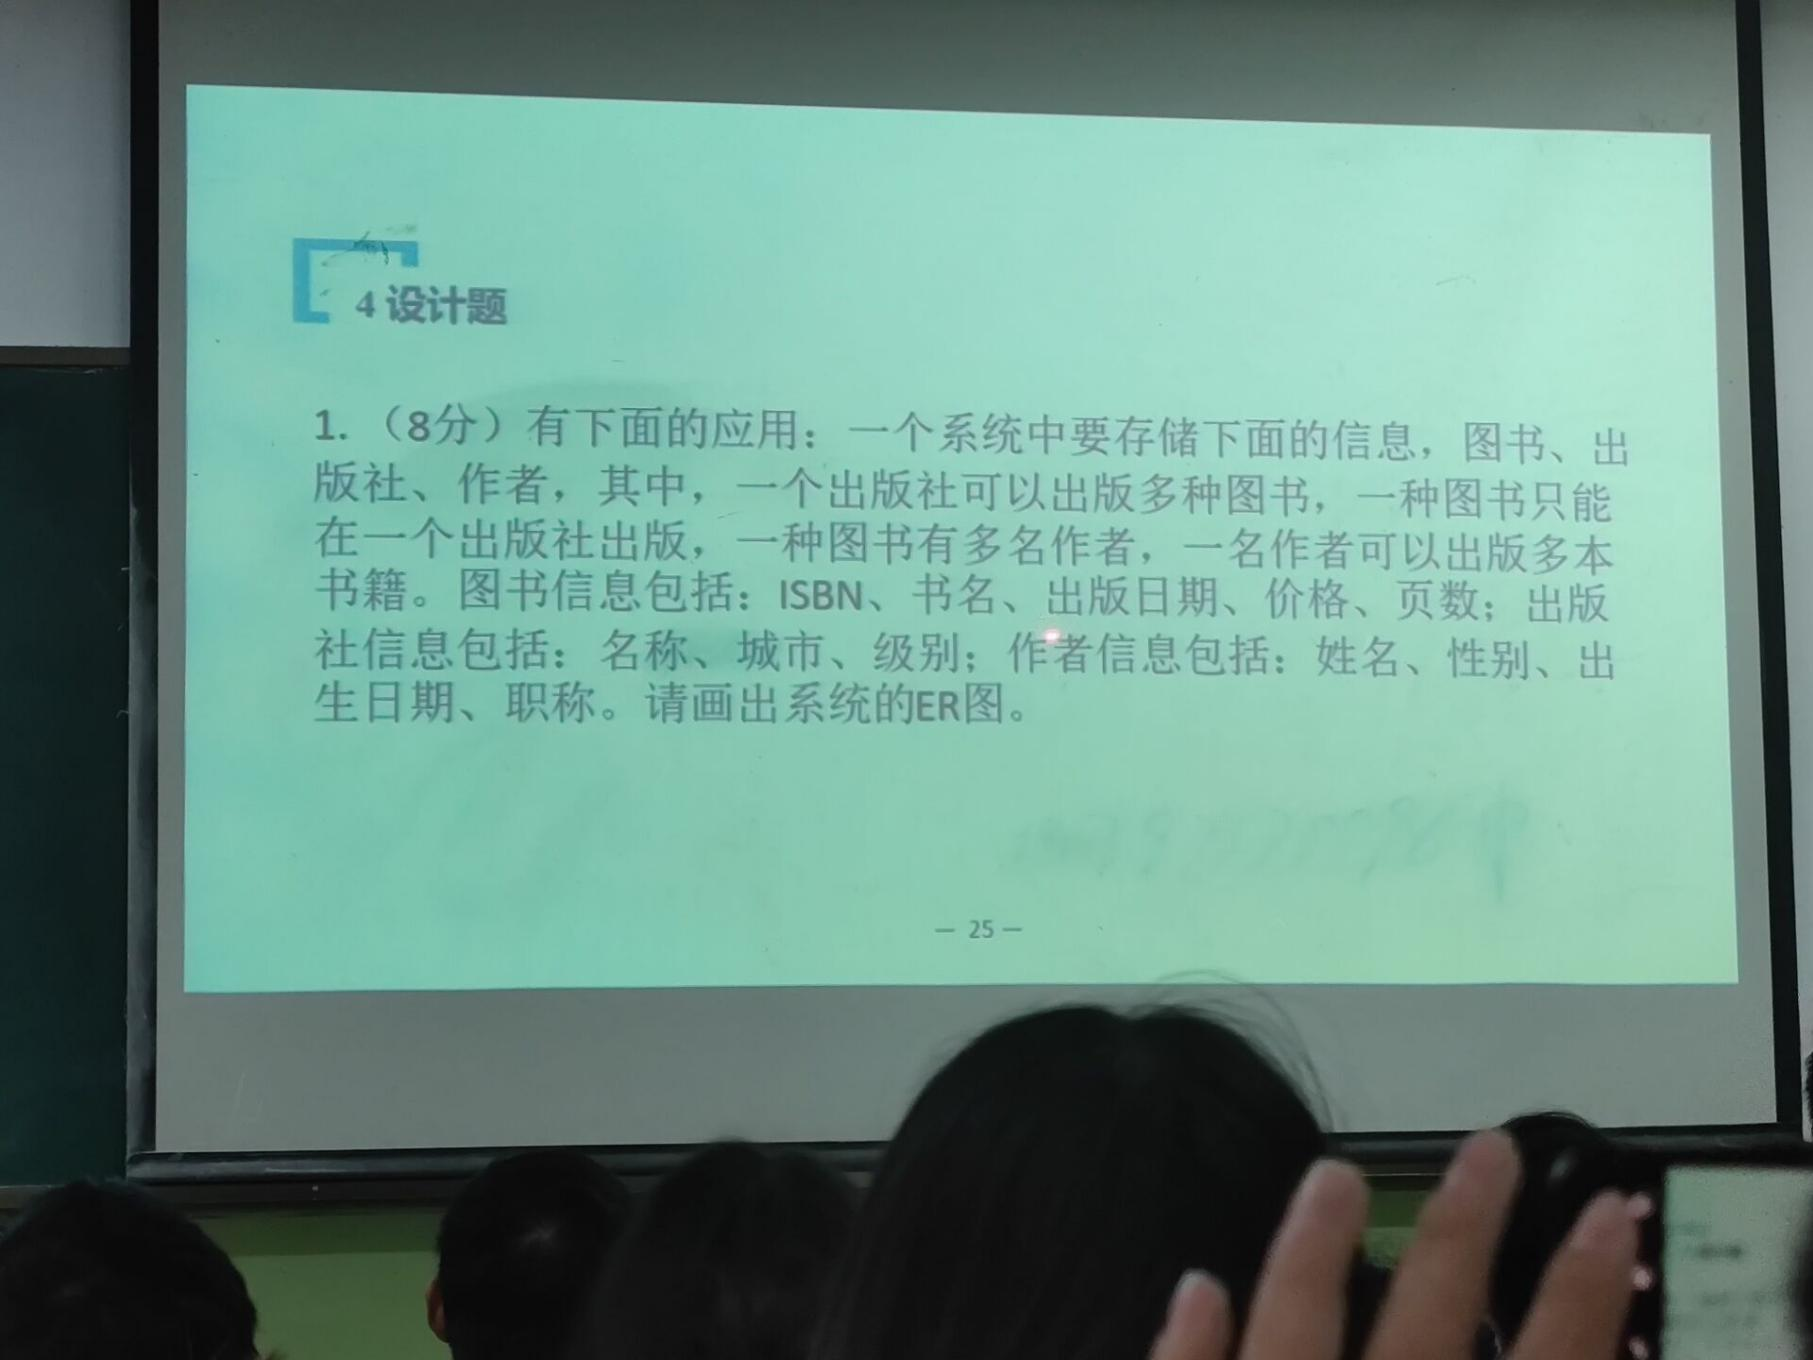 4 设计题
1. （8分）有下面的应用：一个系统中要存储下面的信息，图书、出
版社、作者，其中，一个出版社可以出版多种图书，一种图书只能
在一个出版社出版，一种图书有多名作者，一名作者可以出版多本
书籍。图书信息包括：ISBN、书名、出版日期、价格、页数；出版
社信息包括：名称、城市、级别；作者信息包括：姓名、性别、出
生日期、职称。请画出系统的ER图。
— 25 —